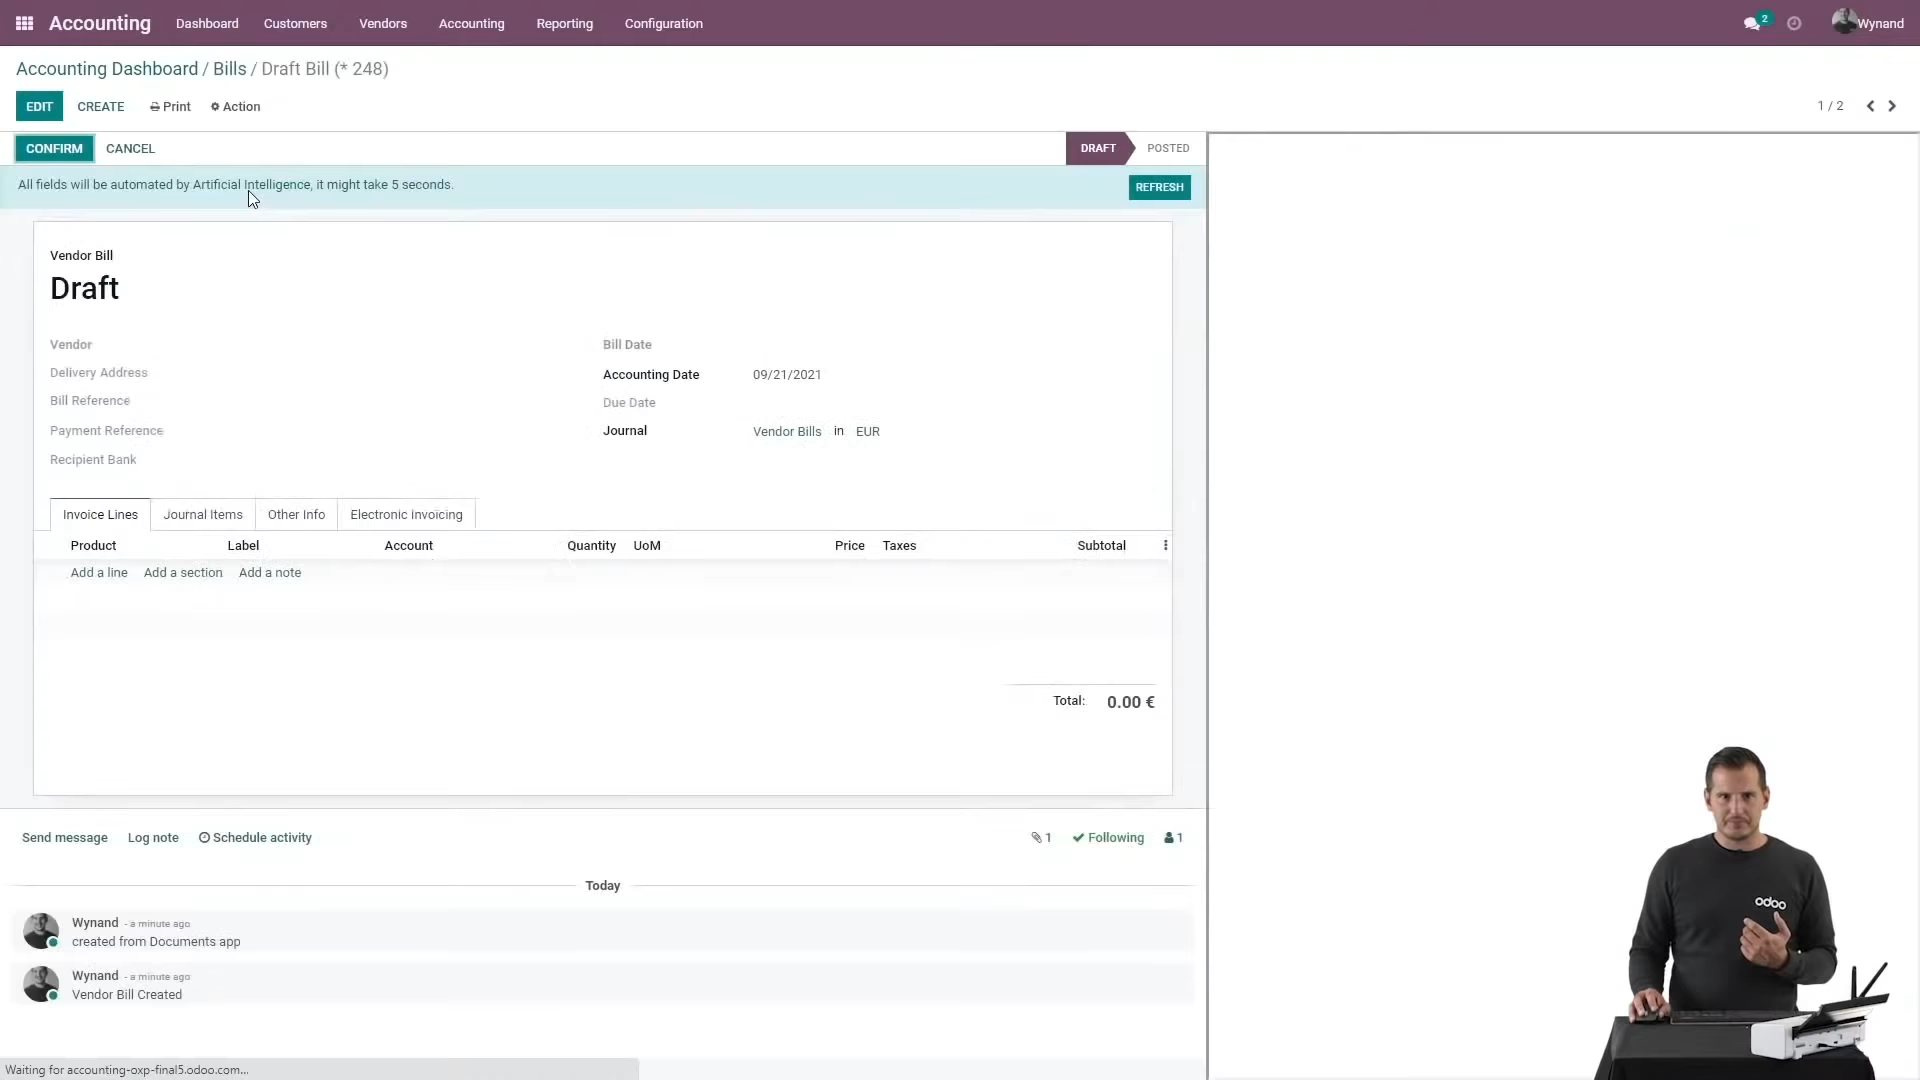 Accounting Dashboard Customers Vendors Accounting Reporting Configuration 2 Wynand
Accounting Dashboard / Bills / Draft Bill (* 248)
EDIT CREATE Print Action 1 / 2
CONFIRM CANCEL DRAFT POSTED
All fields will be automated by Artificial Intelligence, it might take 5 seconds. REFRESH
Vendor Bill
Draft
Vendor Bill Date
Delivery Address Accounting Date 09/21/2021
Bill Reference Due Date
Payment Reference Journal Vendor Bills in EUR
Recipient Bank
Invoice Lines Journal Items Other Info Electronic Invoicing
Product Label Account Quantity UoM Price Taxes Subtotal
Add a line Add a section Add a note
Total: 0.00 €
Send message Log note Schedule activity 1 Following 1
Today
Wynand - a minute ago
created from Documents app
Wynand - a minute ago
Vendor Bill Created
odoo
Waiting for accounting-oxp-final5.odoo.com...